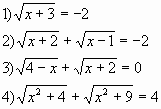 1) √(x + 3) = −2
2) √(x + 2) + √(x − 1) = −2
3) √(4 − x) + √(x + 2) = 0
4) √(x² + 4) + √(x² + 9) = 4